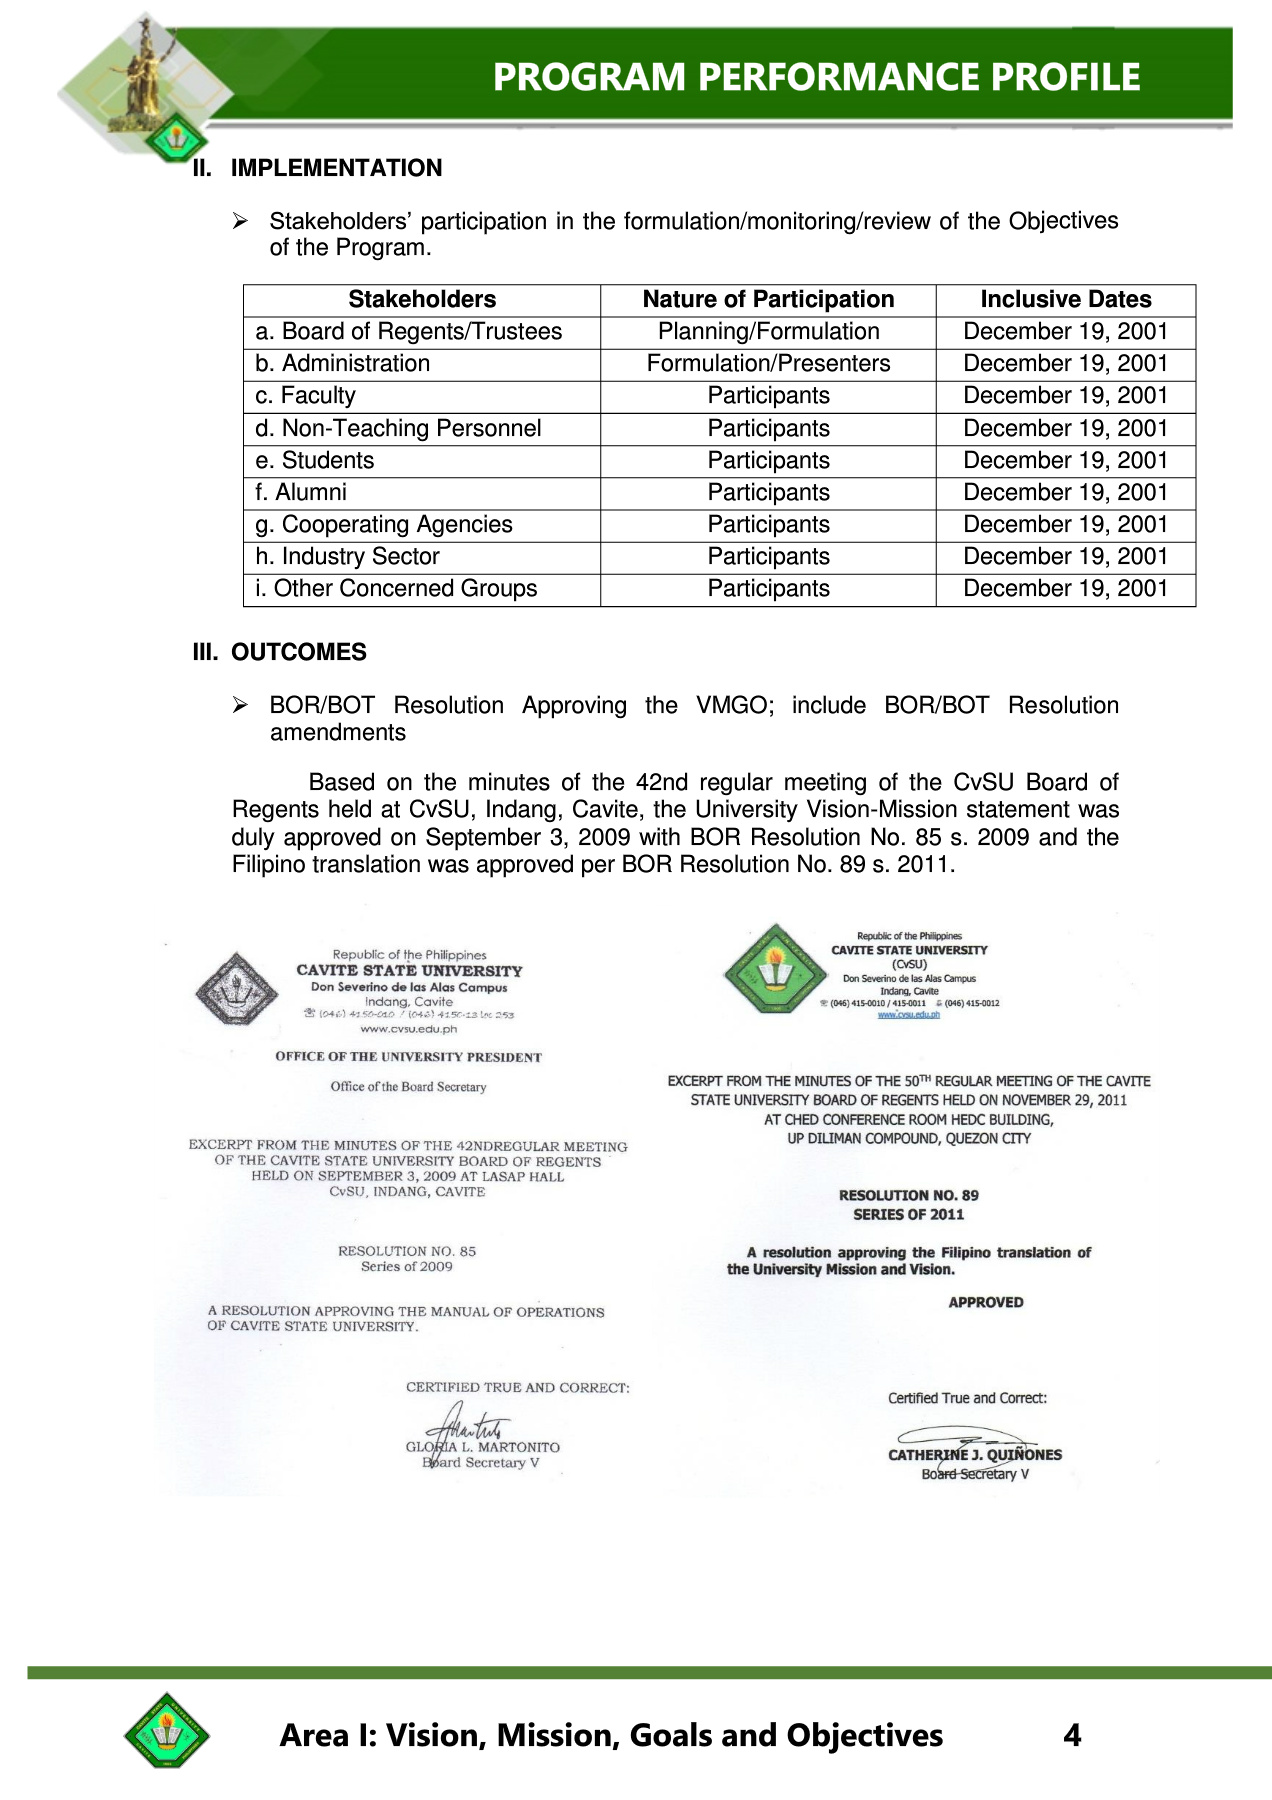 PROGRAM PERFORMANCE PROFILE
II. IMPLEMENTATION
➢ Stakeholders’ participation in the formulation/monitoring/review of the Objectives
of the Program.
Stakeholders Nature of Participation Inclusive Dates
a. Board of Regents/Trustees Planning/Formulation December 19, 2001
b. Administration Formulation/Presenters December 19, 2001
c. Faculty Participants December 19, 2001
d. Non-Teaching Personnel Participants December 19, 2001
e. Students Participants December 19, 2001
f. Alumni Participants December 19, 2001
g. Cooperating Agencies Participants December 19, 2001
h. Industry Sector Participants December 19, 2001
i. Other Concerned Groups Participants December 19, 2001
III. OUTCOMES
➢ BOR/BOT Resolution Approving the VMGO; include BOR/BOT Resolution
amendments
Based on the minutes of the 42nd regular meeting of the CvSU Board of
Regents held at CvSU, Indang, Cavite, the University Vision-Mission statement was
duly approved on September 3, 2009 with BOR Resolution No. 85 s. 2009 and the
Filipino translation was approved per BOR Resolution No. 89 s. 2011.
Republic of the Philippines
CAVITE STATE UNIVERSITY
Don Severino de las Alas Campus
Indang, Cavite
☏ (046) 4150-010 / (046) 4150-13 loc 253
www.cvsu.edu.ph
OFFICE OF THE UNIVERSITY PRESIDENT
Office of the Board Secretary
EXCERPT FROM THE MINUTES OF THE 42NDREGULAR MEETING
OF THE CAVITE STATE UNIVERSITY BOARD OF REGENTS
HELD ON SEPTEMBER 3, 2009 AT LASAP HALL
CvSU, INDANG, CAVITE
RESOLUTION NO. 85
Series of 2009
A RESOLUTION APPROVING THE MANUAL OF OPERATIONS
OF CAVITE STATE UNIVERSITY.
CERTIFIED TRUE AND CORRECT:
GLORIA L. MARTONITO
Board Secretary V
Republic of the Philippines
CAVITE STATE UNIVERSITY
(CvSU)
Don Severino de las Alas Campus
Indang, Cavite
☏ (046) 415-0010 / 415-0011 (046) 415-0012
www.cvsu.edu.ph
EXCERPT FROM THE MINUTES OF THE 50TH REGULAR MEETING OF THE CAVITE
STATE UNIVERSITY BOARD OF REGENTS HELD ON NOVEMBER 29, 2011
AT CHED CONFERENCE ROOM HEDC BUILDING,
UP DILIMAN COMPOUND, QUEZON CITY
RESOLUTION NO. 89
SERIES OF 2011
A resolution approving the Filipino translation of
the University Mission and Vision.
APPROVED
Certified True and Correct:
CATHERINE J. QUIÑONES
Board Secretary V
Area I: Vision, Mission, Goals and Objectives 4